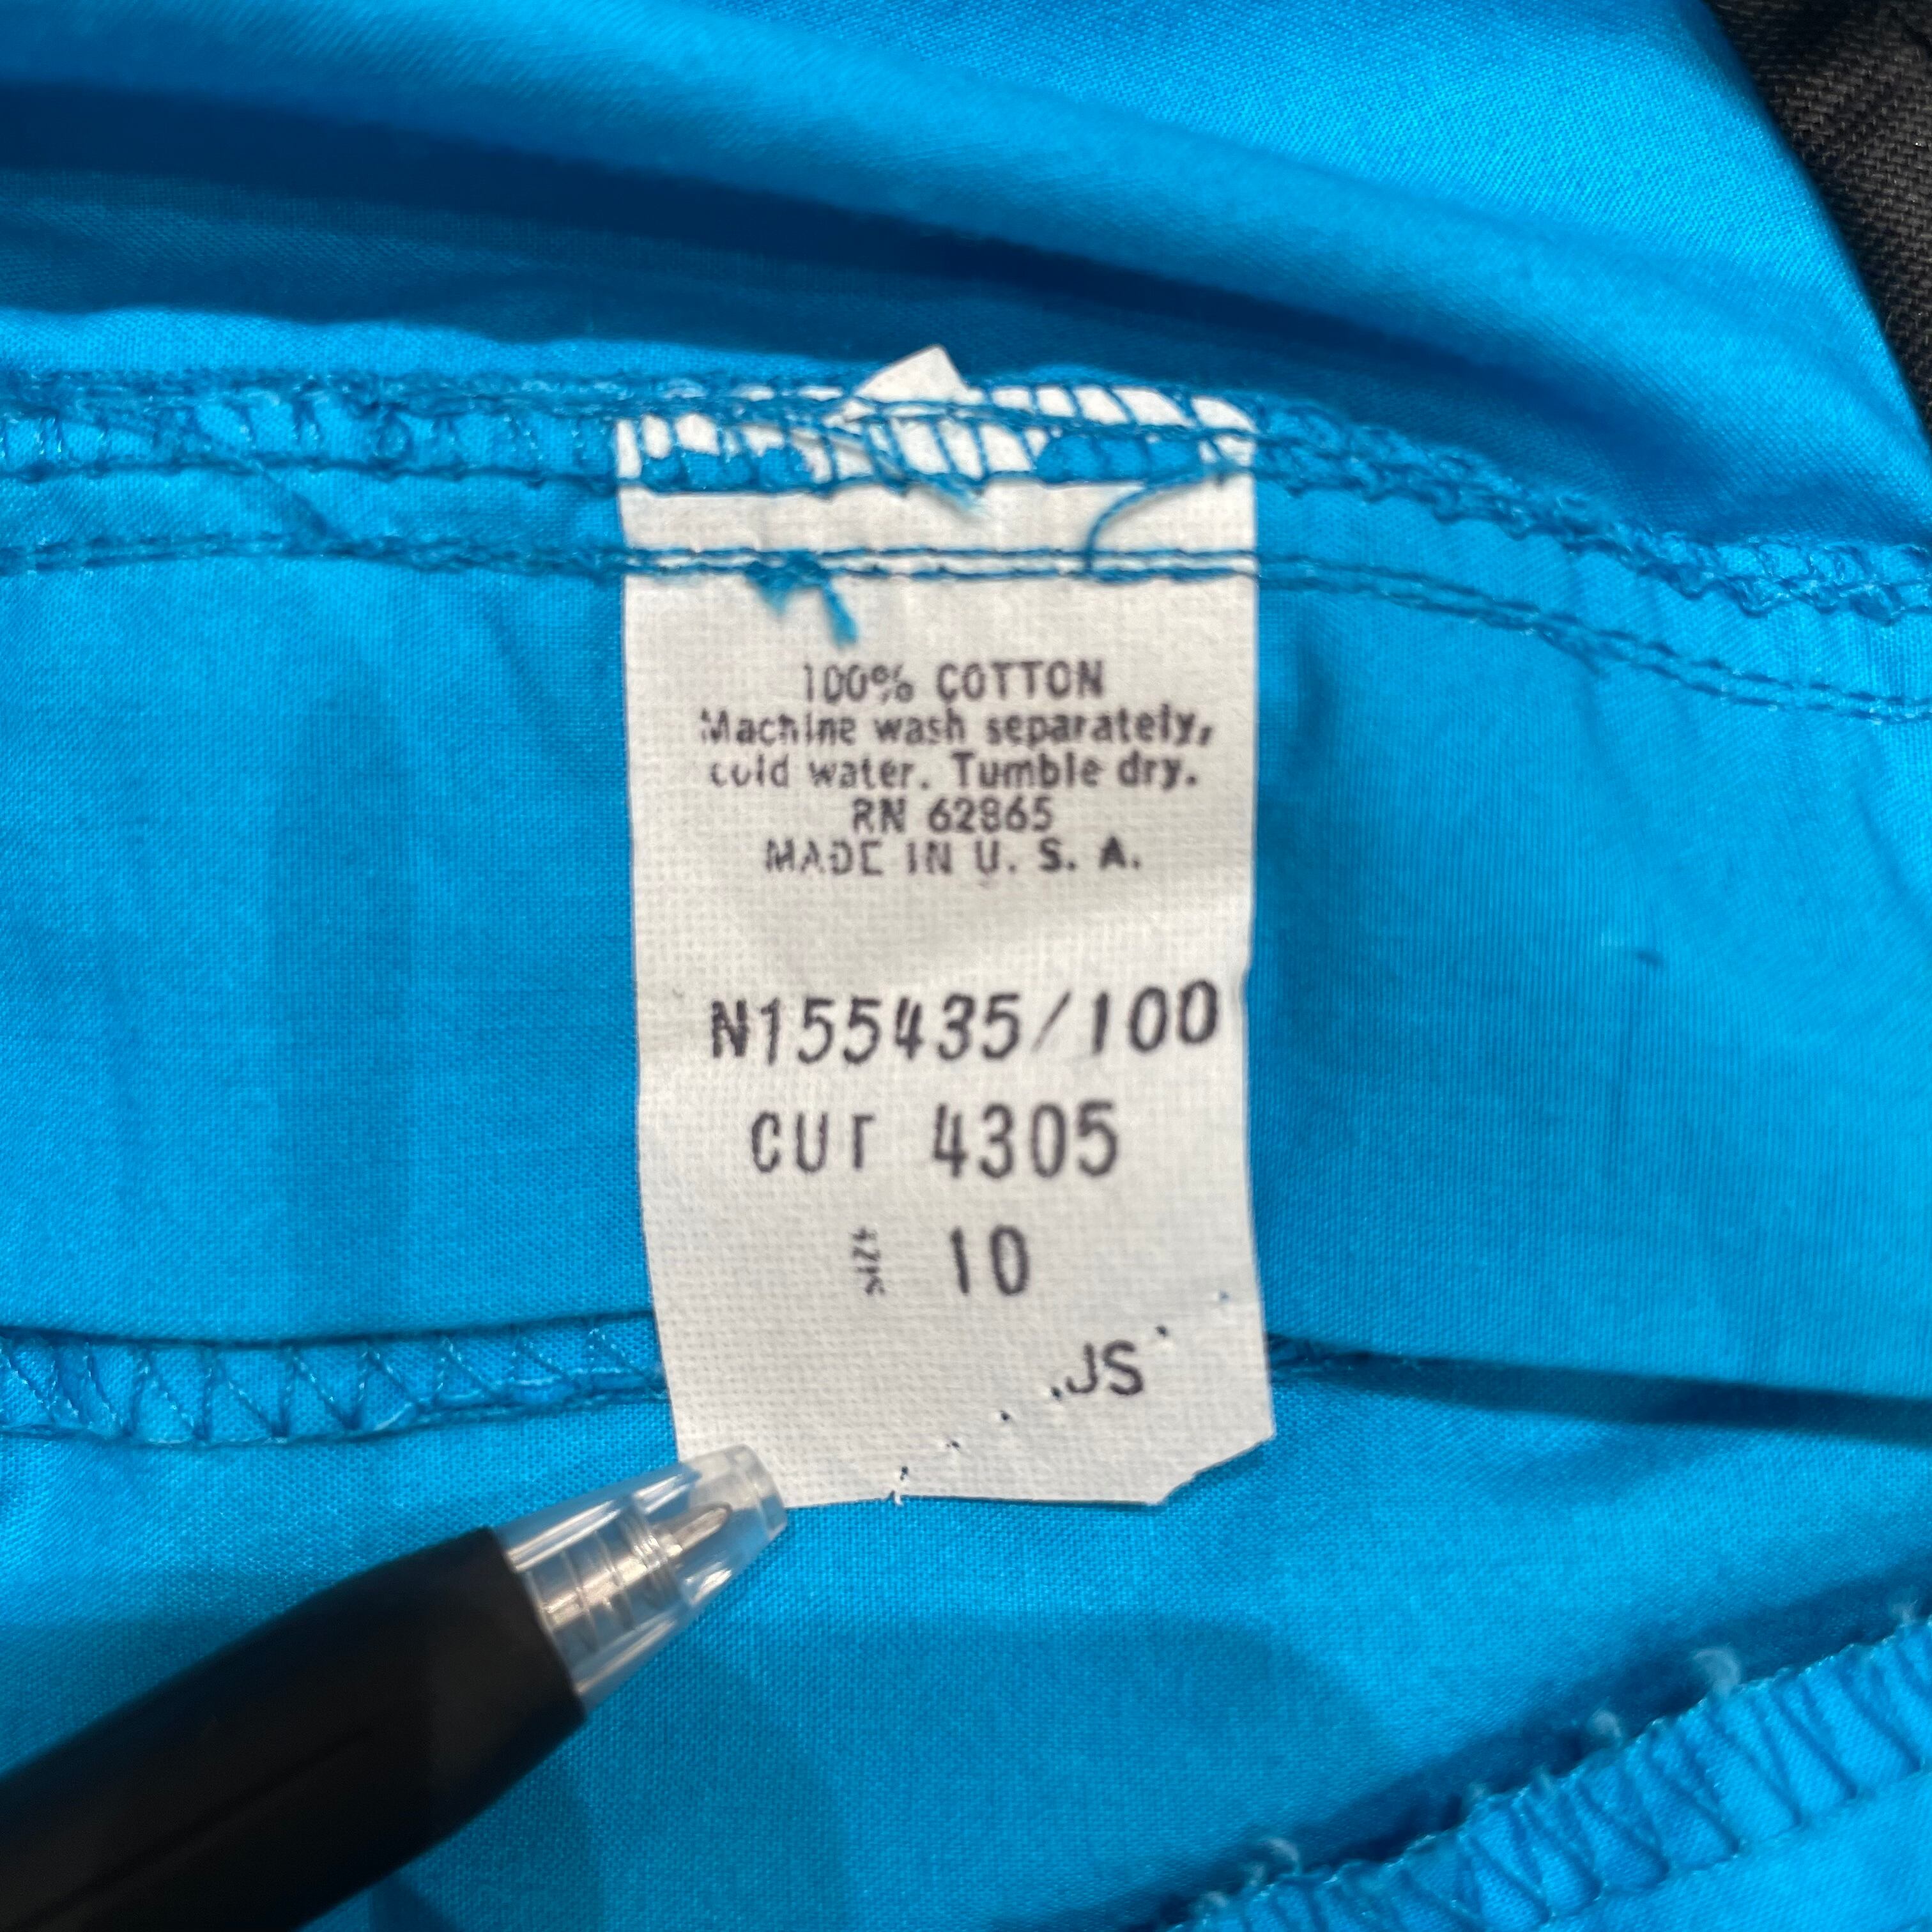 100% COTTON
Machine wash separately,
cold water. Tumble dry.
RN 62865
MADE IN U. S. A.
N155435/100
CUT 4305
10
JS